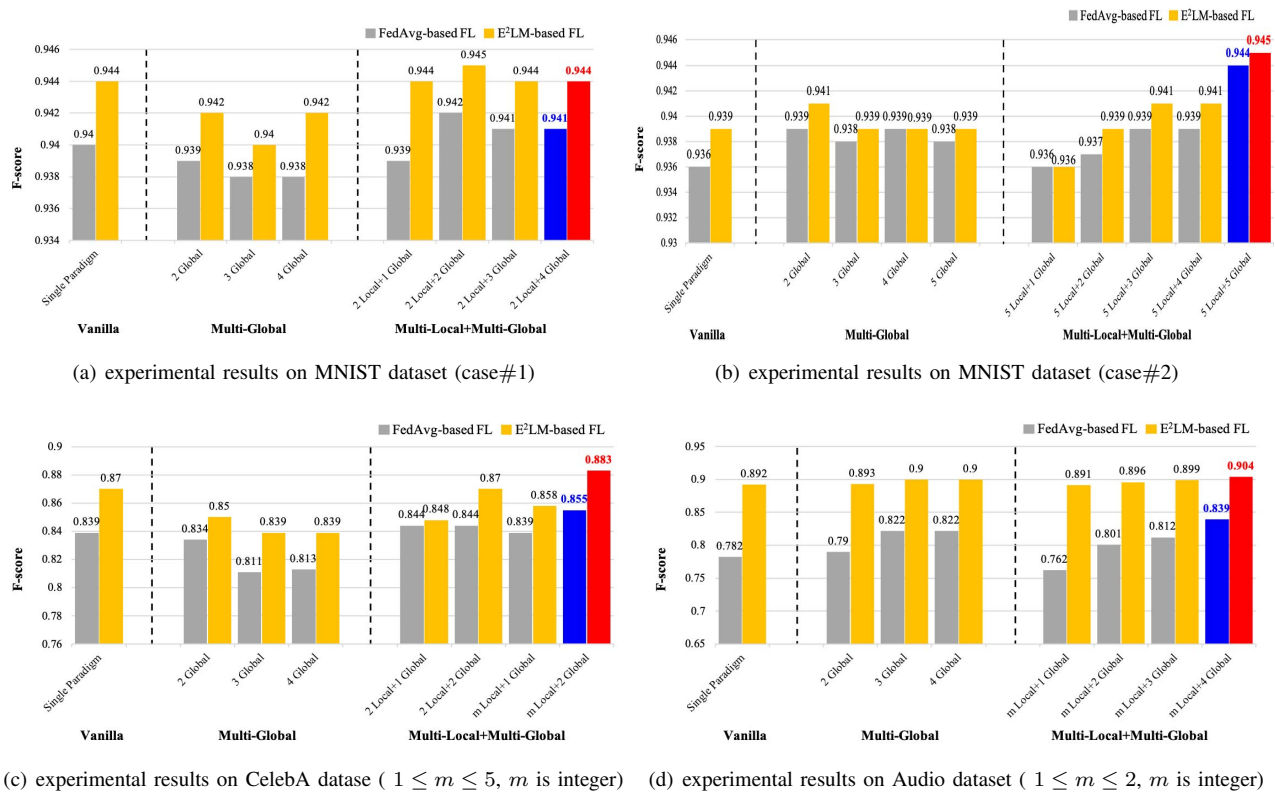 FedAvg-based FL E²LM-based FL
0.946
0.944
0.942
0.94
0.938
0.936
0.934
F-score
0.94 0.944 0.939 0.942 0.938 0.94 0.938 0.942 0.939 0.944 0.942 0.945 0.941 0.944 0.941 0.944
Single Paradigm 2 Global 3 Global 4 Global 2 Local+1 Global 2 Local+2 Global 2 Local+3 Global 2 Local+4 Global
Vanilla Multi-Global Multi-Local+Multi-Global
(a) experimental results on MNIST dataset (case#1)
FedAvg-based FL E²LM-based FL
0.946
0.944
0.942
0.94
0.938
0.936
0.934
0.932
0.93
F-score
0.936 0.939 0.939 0.941 0.938 0.939 0.939 0.939 0.938 0.939 0.936 0.936 0.937 0.939 0.939 0.941 0.939 0.941 0.944 0.945
Single Paradigm 2 Global 3 Global 4 Global 5 Global 5 Local+1 Global 5 Local+2 Global 5 Local+3 Global 5 Local+4 Global 5 Local+5 Global
Vanilla Multi-Global Multi-Local+Multi-Global
(b) experimental results on MNIST dataset (case#2)
FedAvg-based FL E²LM-based FL
0.9
0.88
0.86
0.84
0.82
0.8
0.78
0.76
F-score
0.839 0.87 0.834 0.85 0.811 0.839 0.813 0.839 0.844 0.848 0.844 0.87 0.839 0.858 0.855 0.883
Single Paradigm 2 Global 3 Global 4 Global 2 Local+1 Global 2 Local+2 Global m Local+1 Global m Local+2 Global
Vanilla Multi-Global Multi-Local+Multi-Global
(c) experimental results on CelebA datase ( 1 ≤ m ≤ 5, m is integer)
FedAvg-based FL E²LM-based FL
0.95
0.9
0.85
0.8
0.75
0.7
0.65
F-score
0.782 0.892 0.79 0.893 0.822 0.9 0.822 0.9 0.762 0.891 0.801 0.896 0.812 0.899 0.839 0.904
Single Paradigm 2 Global 3 Global 4 Global m Local+1 Global m Local+2 Global m Local+3 Global m Local+4 Global
Vanilla Multi-Global Multi-Local+Multi-Global
(d) experimental results on Audio dataset ( 1 ≤ m ≤ 2, m is integer)